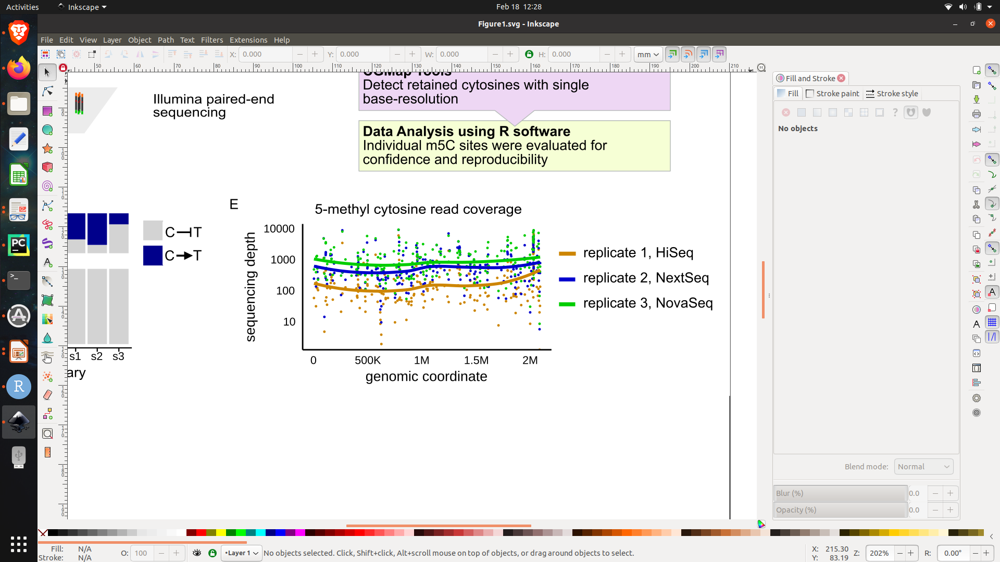 Activities
Inkscape
Feb 18 12:28
Figure1.svg - Inkscape
File Edit View Layer Object Path Text Filters Extensions Help
X: 0.000 Y: 0.000 W: 0.000 H: 0.000 mm
50 60 70 80 90 100 110 120 130 140 150 160 170 180 190 200 210
Fill and Stroke
Fill Stroke paint Stroke style
No objects
Illumina paired-end
sequencing
CGMap Tools
Detect retained cytosines with single
base-resolution
Data Analysis using R software
Individual m5C sites were evaluated for
confidence and reproducibility
C T
C T
s1 s2 s3
ary
E
5-methyl cytosine read coverage
sequencing depth
10000
1000
100
10
0 500K 1M 1.5M 2M
genomic coordinate
replicate 1, HiSeq
replicate 2, NextSeq
replicate 3, NovaSeq
Blend mode: Normal
Blur (%) 0.0
Opacity (%) 0.0
Fill: N/A
Stroke: N/A
O: 100
•Layer 1
No objects selected. Click, Shift+click, Alt+scroll mouse on top of objects, or drag around objects to select.
X: 215.30
Y: 83.19
Z: 202%
R: 0.00°